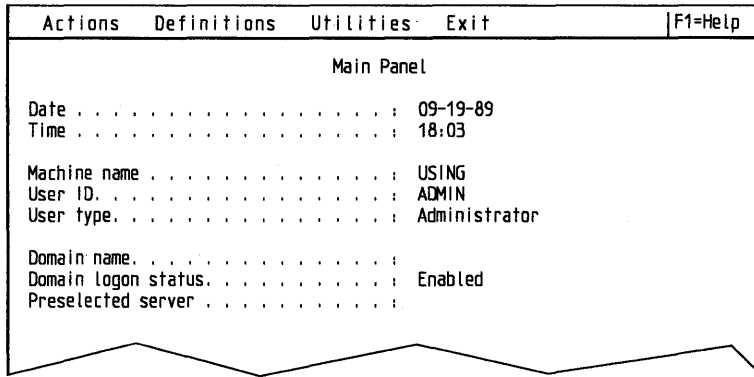 Actions Definitions Utilities Exit F1=Help
Main Panel
Date . . . . . . . . . . . . . . . . . . : 09-19-89
Time . . . . . . . . . . . . . . . . . . : 18:03
Machine name . . . . . . . . . . . . . : USING
User ID. . . . . . . . . . . . . . . . . : ADMIN
User type. . . . . . . . . . . . . . . . : Administrator
Domain name. . . . . . . . . . . . . . :
Domain logon status. . . . . . . . . . : Enabled
Preselected server . . . . . . . . . . :